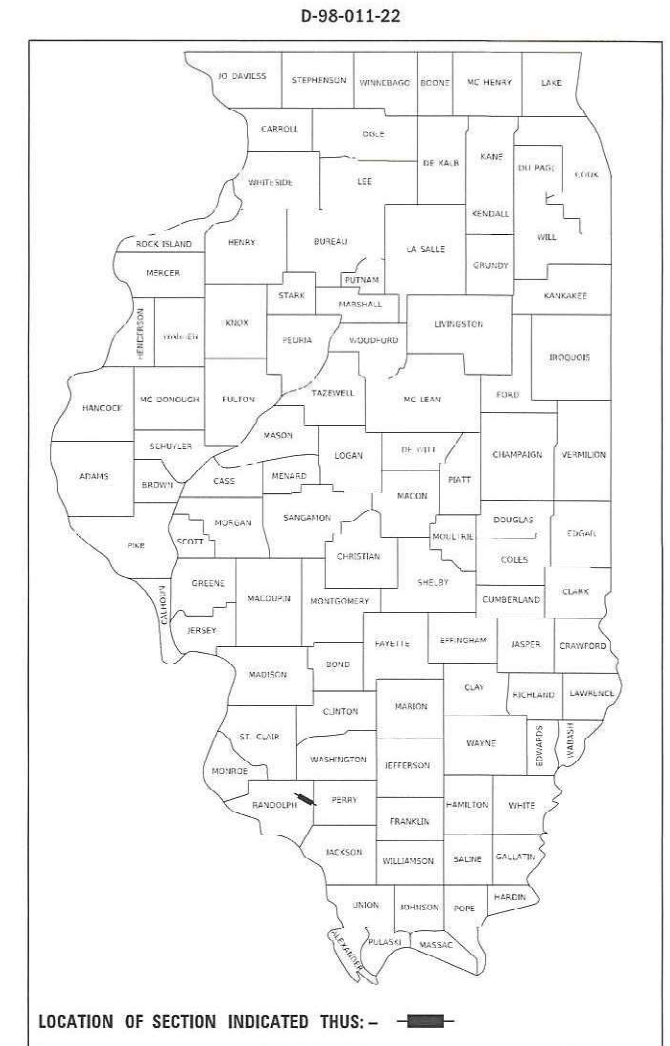 D-98-011-22
JO DAVIESS STEPHENSON WINNEBAGO BOONE MC HENRY LAKE
CARROLL OGLE
DE KALB KANE DU PAGE COOK
WHITESIDE LEE
KENDALL
ROCK ISLAND HENRY BUREAU LA SALLE WILL
MERCER PUTNAM GRUNDY
STARK MARSHALL KANKAKEE
HENDERSON WARREN KNOX PEORIA WOODFORD LIVINGSTON
IROQUOIS
HANCOCK MC DONOUGH FULTON TAZEWELL MC LEAN FORD
MASON
SCHUYLER LOGAN DE WITT CHAMPAIGN VERMILION
ADAMS BROWN CASS MENARD PIATT
MACON
PIKE SCOTT MORGAN SANGAMON MOULTRIE DOUGLAS EDGAR
CHRISTIAN COLES
CALHOUN GREENE MACOUPIN MONTGOMERY SHELBY CUMBERLAND CLARK
JERSEY FAYETTE EFFINGHAM JASPER CRAWFORD
MADISON BOND
CLAY RICHLAND LAWRENCE
CLINTON MARION
ST. CLAIR WAYNE EDWARDS WABASH
MONROE WASHINGTON JEFFERSON
RANDOLPH PERRY HAMILTON WHITE
FRANKLIN
JACKSON WILLIAMSON SALINE GALLATIN
UNION JOHNSON POPE HARDIN
ALEXANDER PULASKI MASSAC
LOCATION OF SECTION INDICATED THUS: –